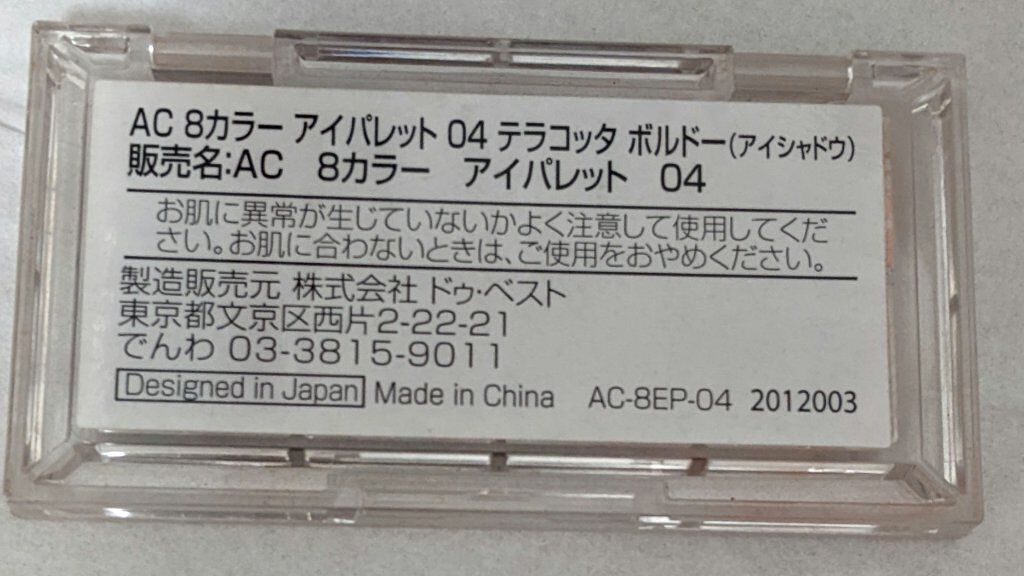 AC 8カラー アイパレット 04 テラコッタ ボルドー(アイシャドウ)
販売名:AC　8カラー　アイパレット　04
お肌に異常が生じていないかよく注意して使用してくだ
さい。お肌に合わないときは、ご使用をおやめください。
製造販売元 株式会社 ドゥ・ベスト
東京都文京区西片2-22-21
でんわ 03-3815-9011
Designed in Japan Made in China AC-8EP-04 2012003